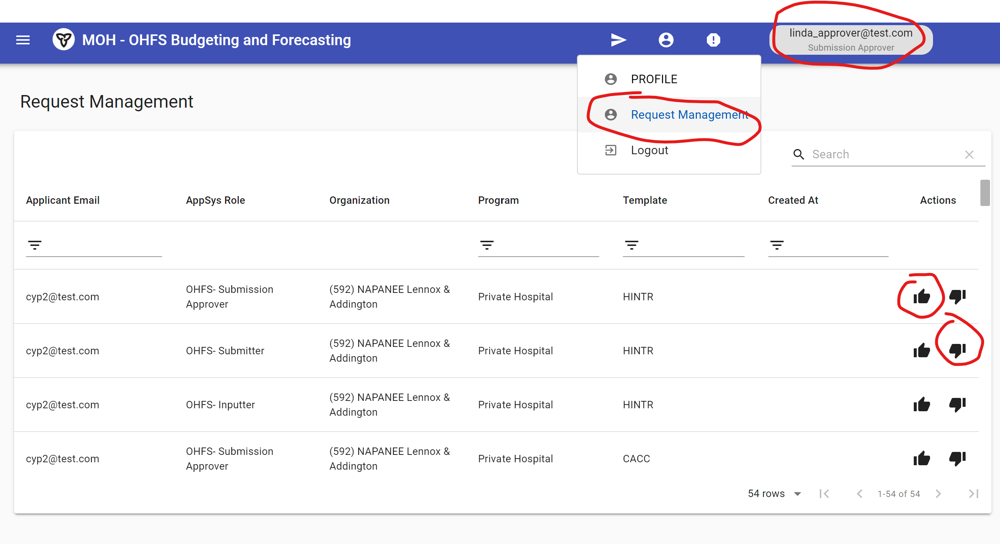 MOH - OHFS Budgeting and Forecasting
linda_approver@test.com
Submission Approver
PROFILE
Request Management
Logout
Request Management
Search
Applicant Email AppSys Role Organization Program Template Created At Actions
cyp2@test.com OHFS- Submission Approver (592) NAPANEE Lennox & Addington Private Hospital HINTR
cyp2@test.com OHFS- Submitter (592) NAPANEE Lennox & Addington Private Hospital HINTR
cyp2@test.com OHFS- Inputter (592) NAPANEE Lennox & Addington Private Hospital HINTR
cyp2@test.com OHFS- Submission Approver (592) NAPANEE Lennox & Addington Private Hospital CACC
54 rows 1-54 of 54